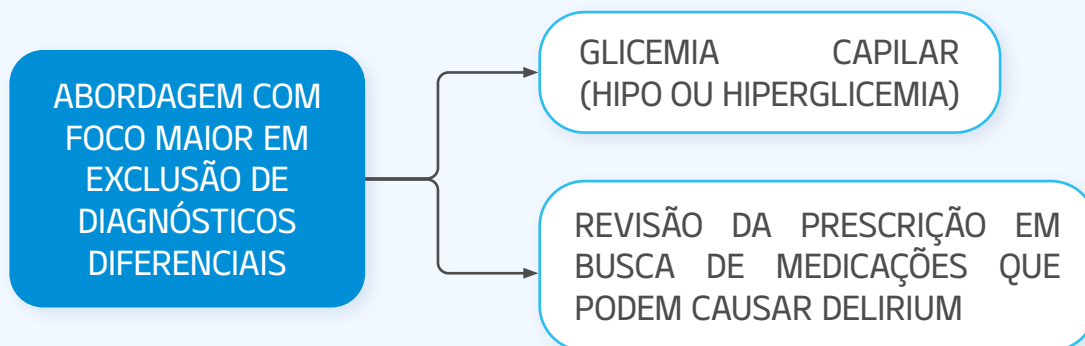 ABORDAGEM COM
FOCO MAIOR EM
EXCLUSÃO DE
DIAGNÓSTICOS
DIFERENCIAIS
GLICEMIA CAPILAR
(HIPO OU HIPERGLICEMIA)
REVISÃO DA PRESCRIÇÃO EM
BUSCA DE MEDICAÇÕES QUE
PODEM CAUSAR DELIRIUM